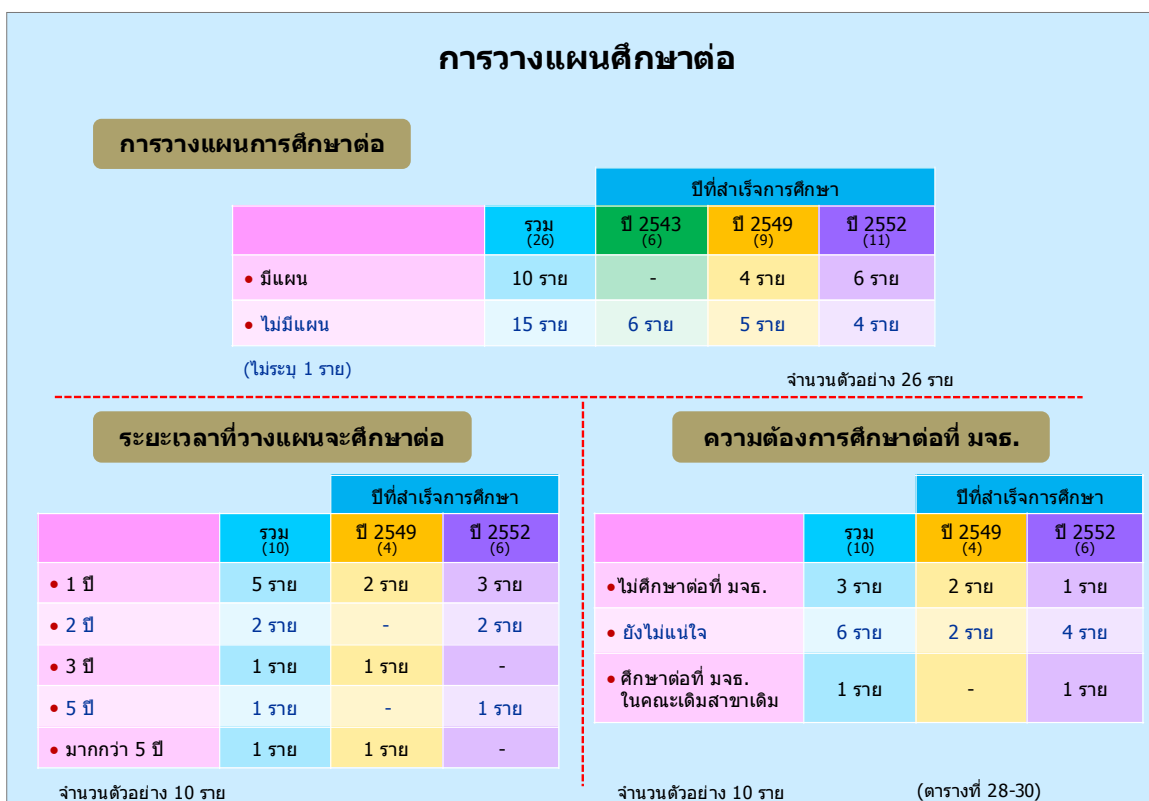 การวางแผนศึกษาต่อ
การวางแผนการศึกษาต่อ
ปีที่สำเร็จการศึกษา
รวม ปี 2543 ปี 2549 ปี 2552
(26) (6) (9) (11)
• มีแผน 10 ราย - 4 ราย 6 ราย
• ไม่มีแผน 15 ราย 6 ราย 5 ราย 4 ราย
(ไม่ระบุ 1 ราย) จำนวนตัวอย่าง 26 ราย
ระยะเวลาที่วางแผนจะศึกษาต่อ
ปีที่สำเร็จการศึกษา
รวม ปี 2549 ปี 2552
(10) (4) (6)
• 1 ปี 5 ราย 2 ราย 3 ราย
• 2 ปี 2 ราย - 2 ราย
• 3 ปี 1 ราย 1 ราย -
• 5 ปี 1 ราย - 1 ราย
• มากกว่า 5 ปี 1 ราย 1 ราย -
จำนวนตัวอย่าง 10 ราย
ความต้องการศึกษาต่อที่ มจธ.
ปีที่สำเร็จการศึกษา
รวม ปี 2549 ปี 2552
(10) (4) (6)
•ไม่ศึกษาต่อที่ มจธ. 3 ราย 2 ราย 1 ราย
• ยังไม่แน่ใจ 6 ราย 2 ราย 4 ราย
• ศึกษาต่อที่ มจธ.
ในคณะเดิมสาขาเดิม 1 ราย - 1 ราย
จำนวนตัวอย่าง 10 ราย (ตารางที่ 28-30)